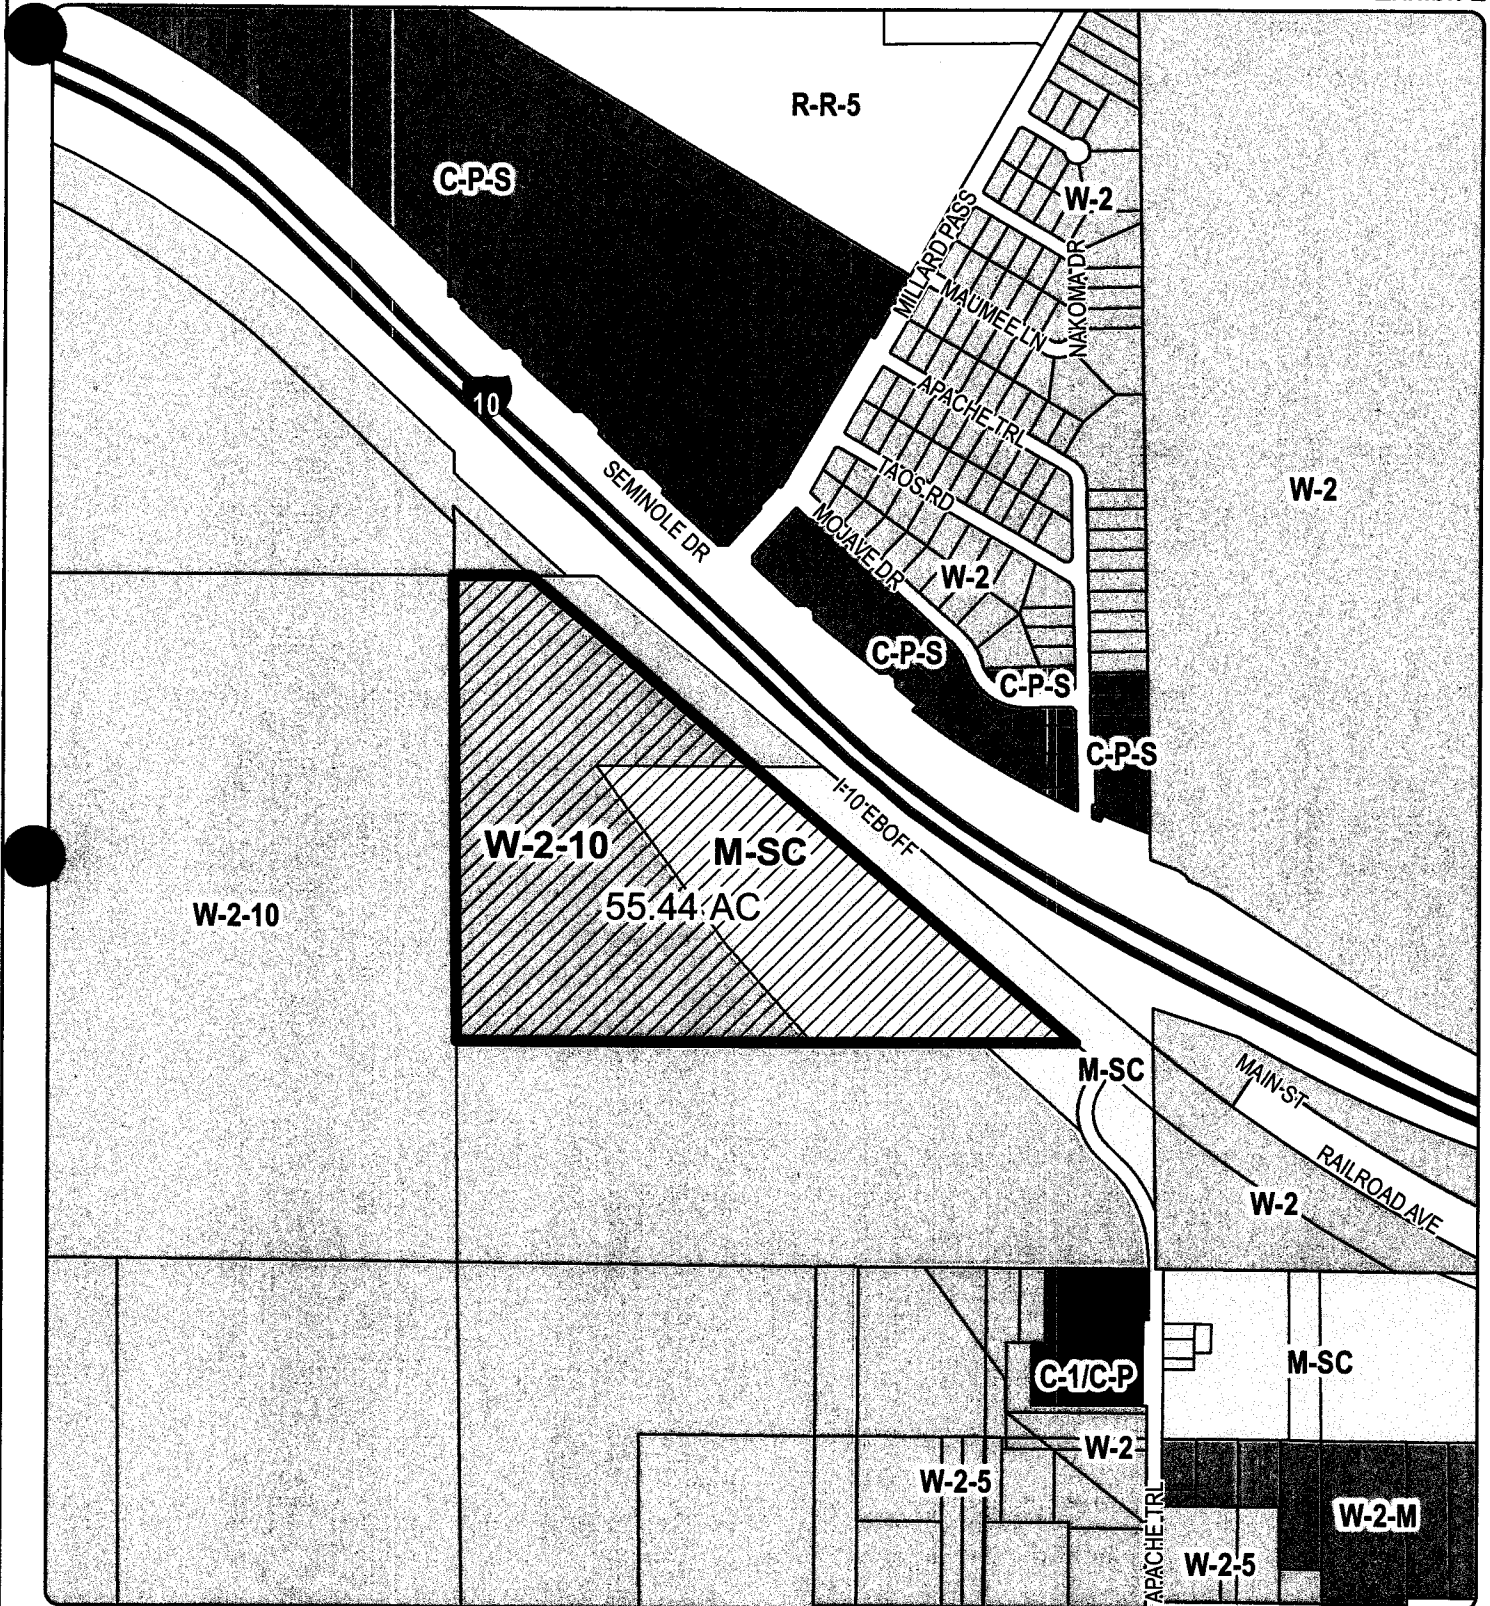 R-R-5
C-P-S
W-2
MILLARD PASS
NAKOMA DR
MAUMEE LN
10
APACHE TRL
SEMINOLE DR
TAOS RD
W-2
MOJAVE DR
W-2
C-P-S
C-P-S
C-P-S
I-10 EBOFF
W-2-10
M-SC
55.44 AC
W-2-10
M-SC
MAIN ST
RAILROAD AVE
W-2
M-SC
C-1/C-P
W-2
W-2-5
APACHE TRL
W-2-M
W-2-5